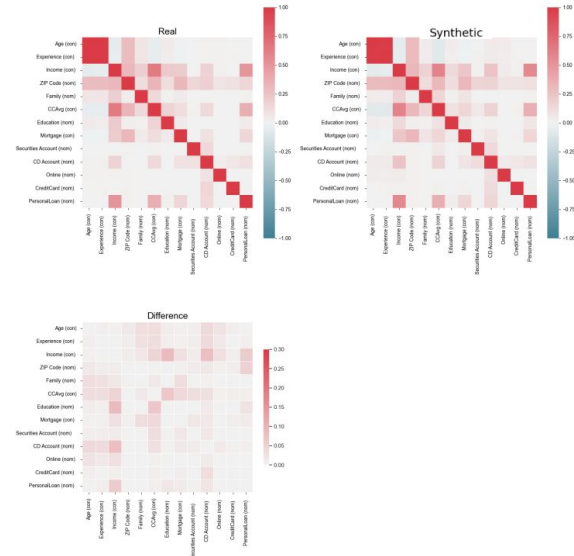 Real
Age (con)
Experience (con)
Income (con)
ZIP Code (nom)
Family (nom)
CCAvg (con)
Education (nom)
Mortgage (con)
Securities Account (nom)
CD Account (nom)
Online (nom)
CreditCard (nom)
PersonalLoan (nom)
Age (con)
Experience (con)
Income (con)
ZIP Code (nom)
Family (nom)
CCAvg (con)
Education (nom)
Mortgage (con)
Securities Account (nom)
CD Account (nom)
Online (nom)
CreditCard (nom)
PersonalLoan (nom)
1.00
0.75
0.50
0.25
0.00
−0.25
−0.50
−0.75
−1.00
Synthetic
Age (con)
Experience (con)
Income (con)
ZIP Code (nom)
Family (nom)
CCAvg (con)
Education (nom)
Mortgage (con)
Securities Account (nom)
CD Account (nom)
Online (nom)
CreditCard (nom)
PersonalLoan (nom)
Age (con)
Experience (con)
Income (con)
ZIP Code (nom)
Family (nom)
CCAvg (con)
Education (nom)
Mortgage (con)
Securities Account (nom)
CD Account (nom)
Online (nom)
CreditCard (nom)
PersonalLoan (nom)
1.00
0.75
0.50
0.25
0.00
−0.25
−0.50
−0.75
−1.00
Difference
Age (con)
Experience (con)
Income (con)
ZIP Code (nom)
Family (nom)
CCAvg (con)
Education (nom)
Mortgage (con)
Securities Account (nom)
CD Account (nom)
Online (nom)
CreditCard (nom)
PersonalLoan (nom)
Age (con)
Experience (con)
Income (con)
ZIP Code (nom)
Family (nom)
CCAvg (con)
Education (nom)
Mortgage (con)
ecurities Account (nom)
CD Account (nom)
Online (nom)
CreditCard (nom)
PersonalLoan (nom)
0.30
0.25
0.20
0.15
0.10
0.05
0.00